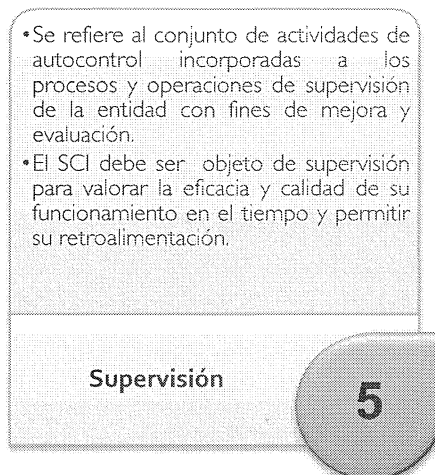 •Se refiere al conjunto de actividades de
autocontrol incorporadas a los
procesos y operaciones de supervisión
de la entidad con fines de mejora y
evaluación.
•El SCI debe ser objeto de supervisión
para valorar la eficacia y calidad de su
funcionamiento en el tiempo y permitir
su retroalimentación.
Supervisión
5